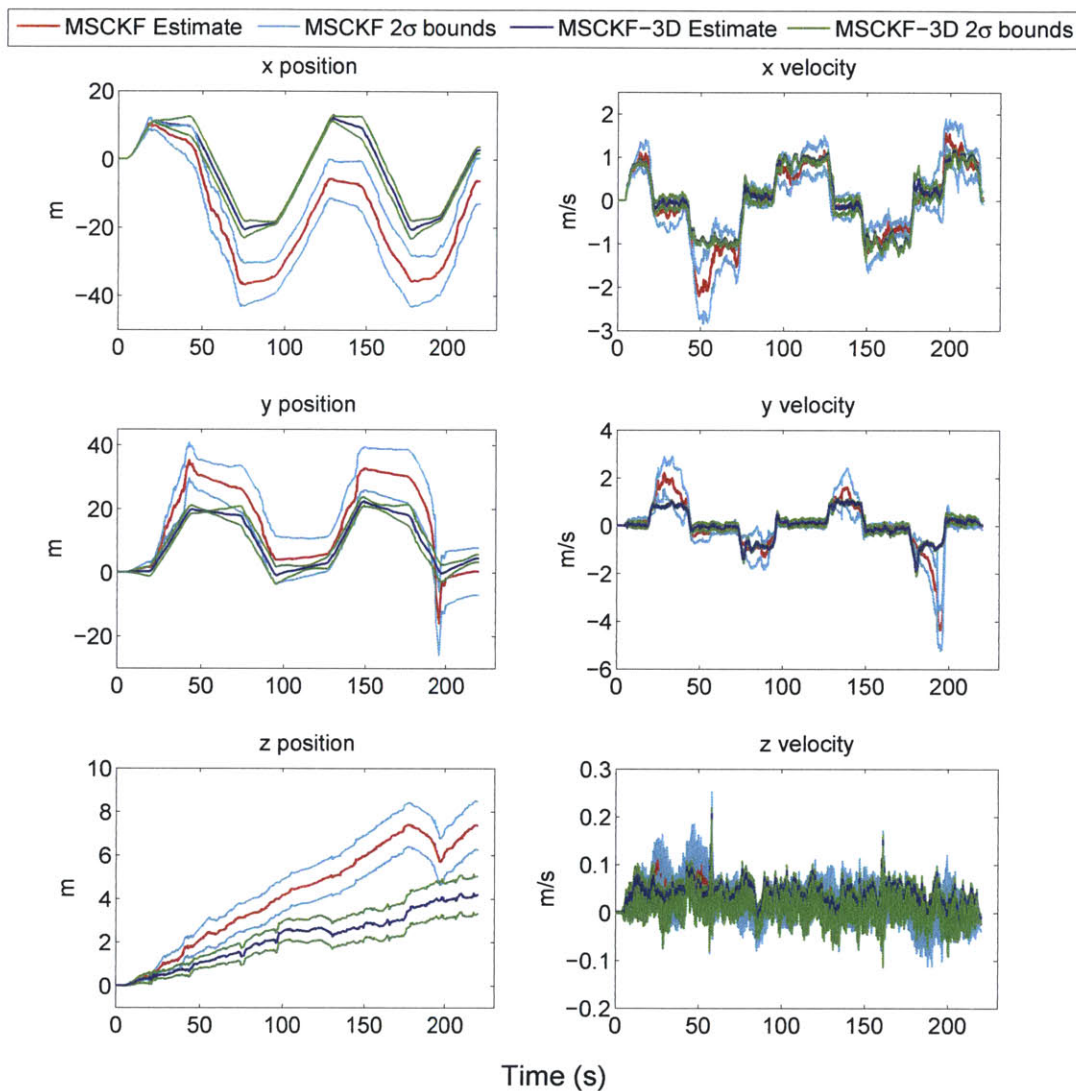 MSCKF Estimate MSCKF 2σ bounds MSCKF−3D Estimate MSCKF−3D 2σ bounds
x position
20
0
−20
−40
m
0 50 100 150 200
x velocity
2
1
0
−1
−2
−3
m/s
0 50 100 150 200
y position
40
20
0
−20
m
0 50 100 150 200
y velocity
4
2
0
−2
−4
−6
m/s
0 50 100 150 200
z position
10
8
6
4
2
0
m
0 50 100 150 200
z velocity
0.3
0.2
0.1
0
−0.1
−0.2
m/s
0 50 100 150 200
Time (s)